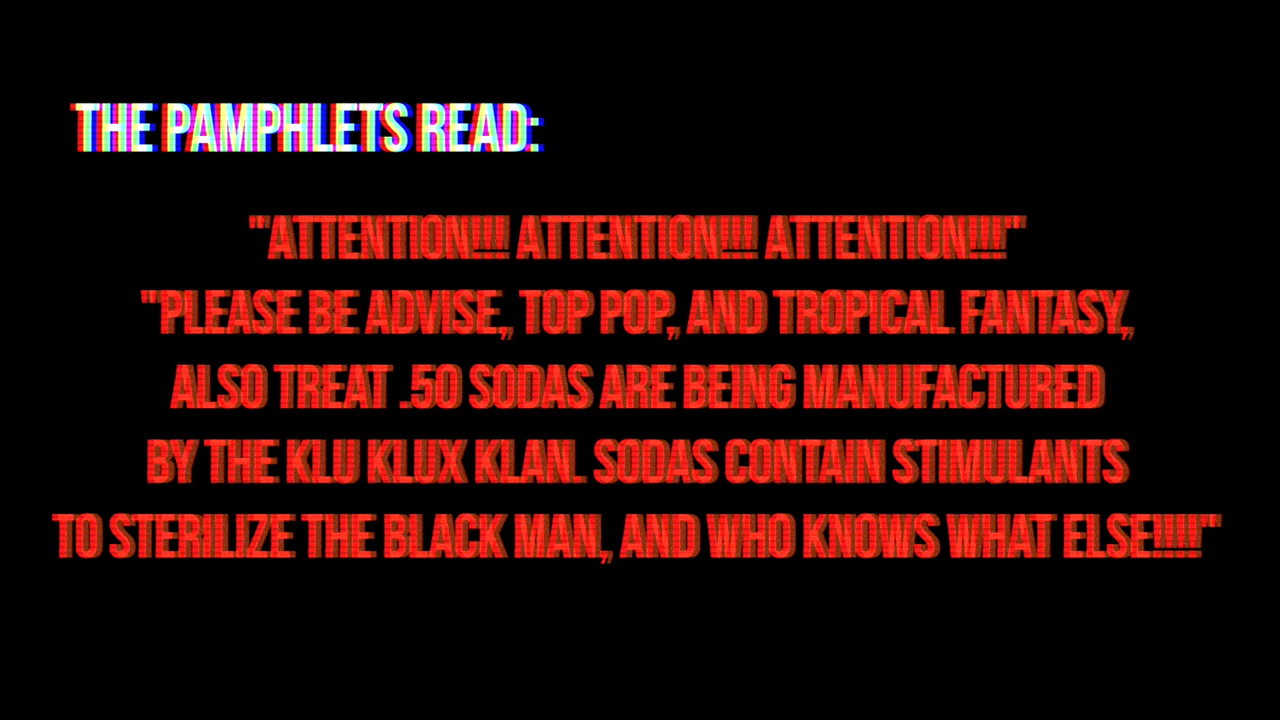 THE PAMPHLETS READ:
"ATTENTION!!!! ATTENTION!!!! ATTENTION!!!!"
"PLEASE BE ADVISE, TOP POP, AND TROPICAL FANTASY,
ALSO TREAT .50 SODAS ARE BEING MANUFACTURED
BY THE KLU KLUX KLAN. SODAS CONTAIN STIMULANTS
TO STERILIZE THE BLACK MAN, AND WHO KNOWS WHAT ELSE!!!!!"